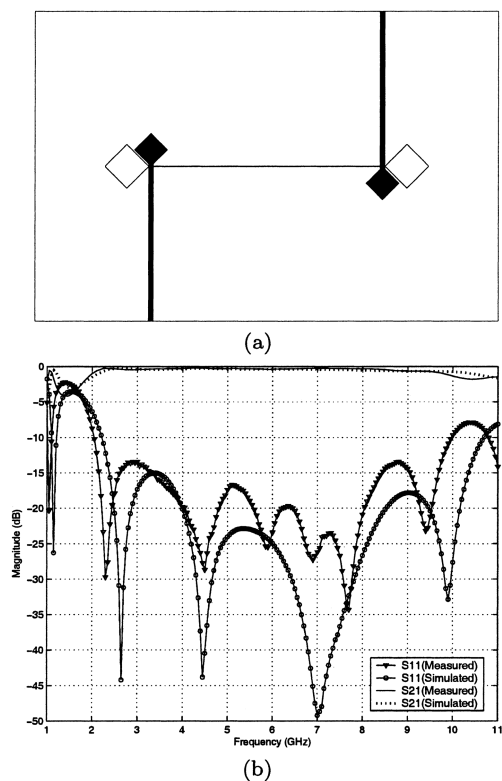 (a)
0
−5
−10
−15
−20
−25
−30
−35
−40
−45
−50
Magnitude (dB)
1 2 3 4 5 6 7 8 9 10 11
Frequency (GHz)
S11(Measured)
S11(Simulated)
S21(Measured)
S21(Simulated)
(b)